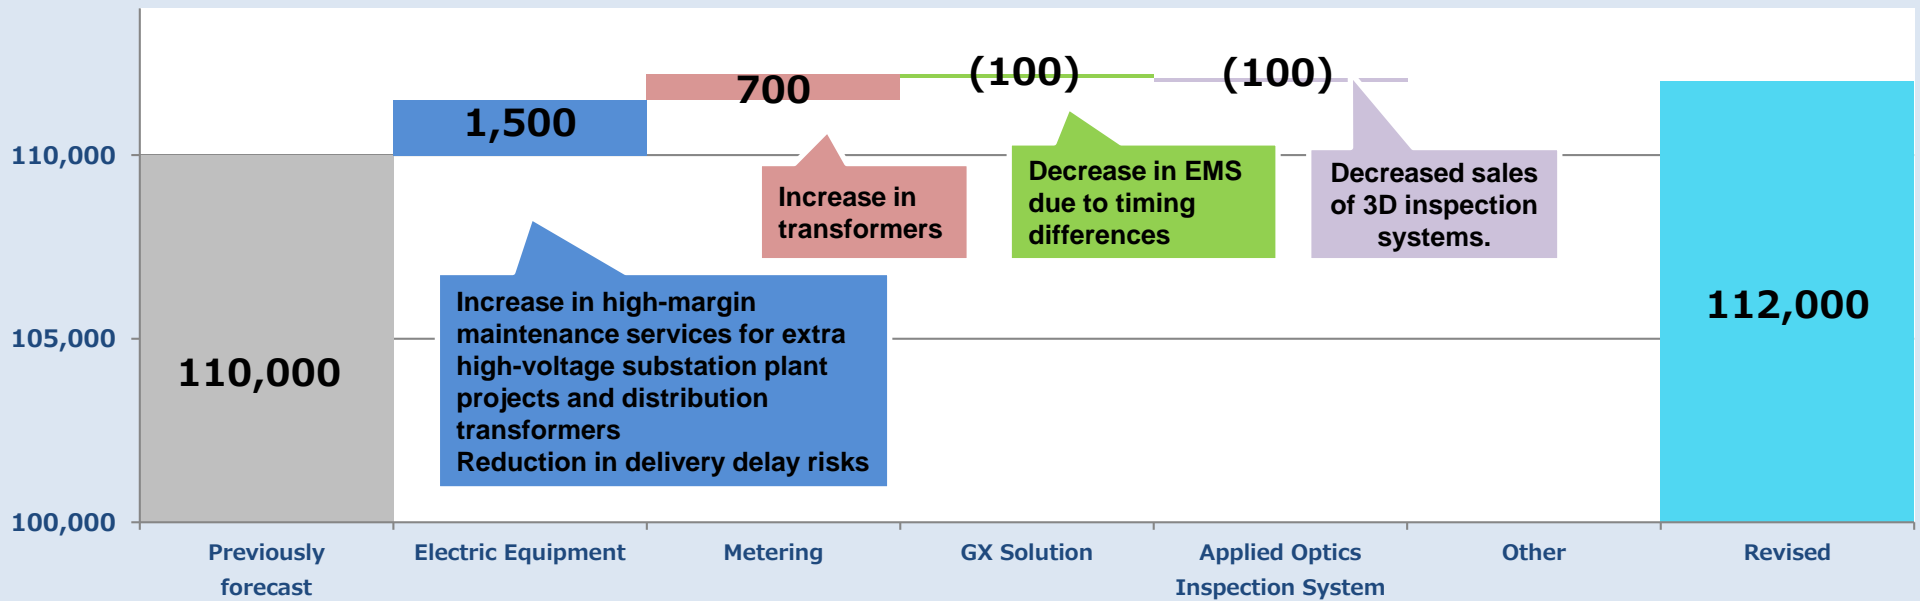 110,000
105,000
100,000
110,000
1,500
700
(100)
(100)
112,000
Increase in high-margin
maintenance services for extra
high-voltage substation plant
projects and distribution
transformers
Reduction in delivery delay risks
Increase in
transformers
Decrease in EMS
due to timing
differences
Decreased sales
of 3D inspection
systems.
Previously
forecast
Electric Equipment
Metering
GX Solution
Applied Optics
Inspection System
Other
Revised